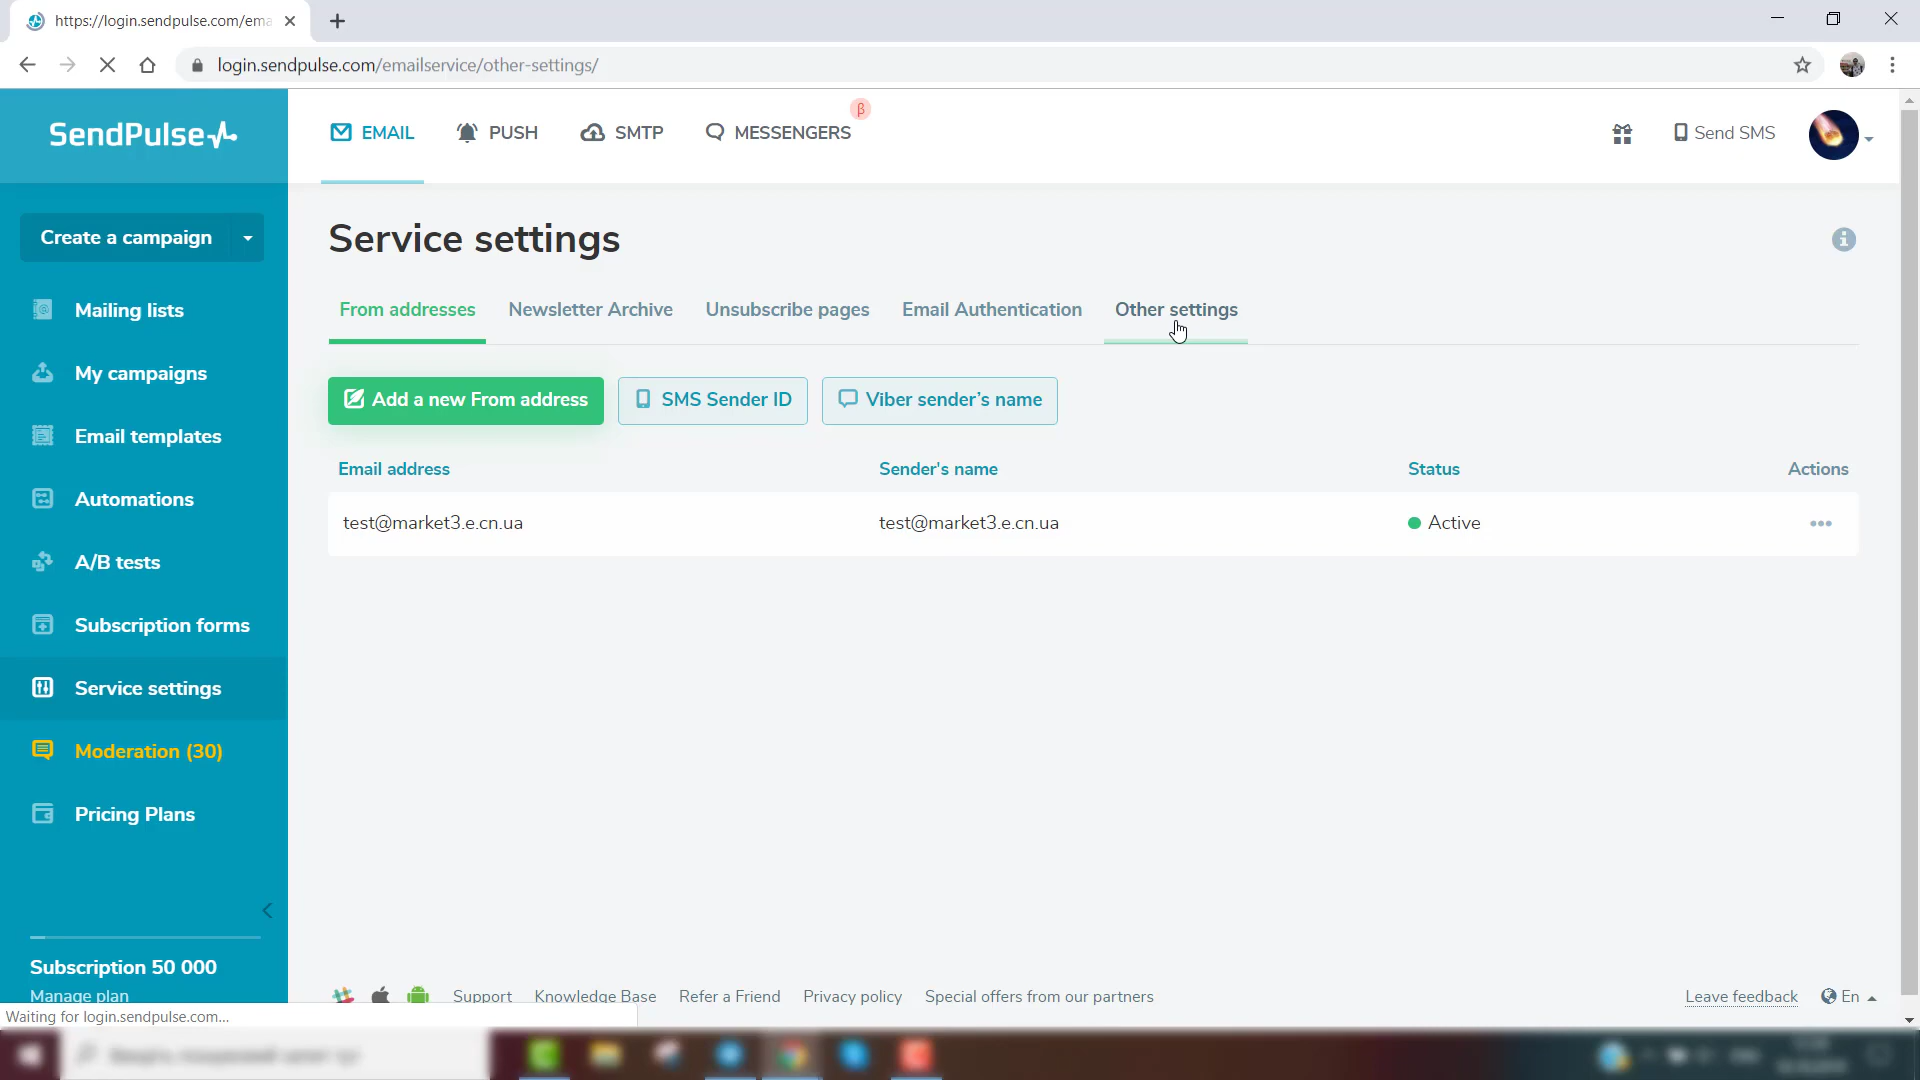 https://login.sendpulse.com/ema
login.sendpulse.com/emailservice/other-settings/
SendPulse
EMAIL
PUSH
SMTP
MESSENGERS
β
Send SMS
Create a campaign
Mailing lists
My campaigns
Email templates
Automations
A/B tests
Subscription forms
Service settings
Moderation (30)
Pricing Plans
Subscription 50 000
Manage plan
Service settings
From addresses
Newsletter Archive
Unsubscribe pages
Email Authentication
Other settings
Add a new From address
SMS Sender ID
Viber sender’s name
Email address
Sender's name
Status
Actions
test@market3.e.cn.ua
test@market3.e.cn.ua
Active
Support
Knowledge Base
Refer a Friend
Privacy policy
Special offers from our partners
Leave feedback
En
Waiting for login.sendpulse.com...